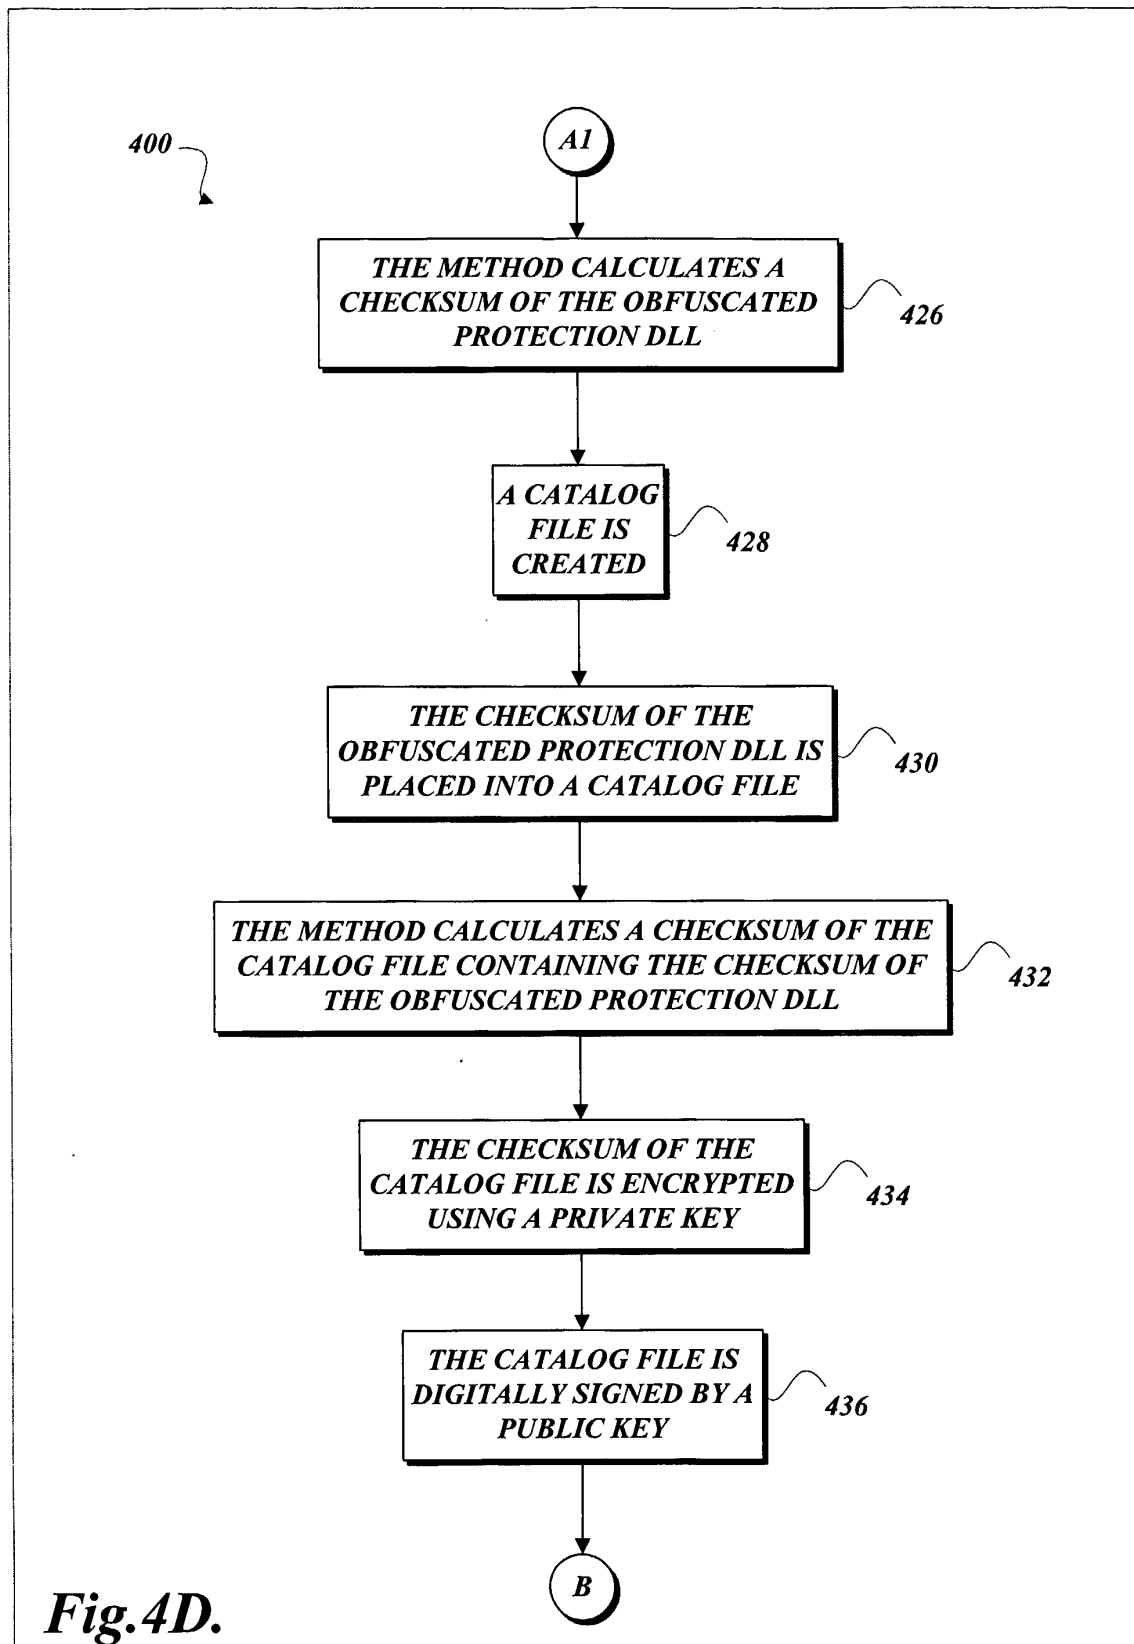 400
A1
THE METHOD CALCULATES A
CHECKSUM OF THE OBFUSCATED
PROTECTION DLL
426
A CATALOG
FILE IS
CREATED
428
THE CHECKSUM OF THE
OBFUSCATED PROTECTION DLL IS
PLACED INTO A CATALOG FILE
430
THE METHOD CALCULATES A CHECKSUM OF THE
CATALOG FILE CONTAINING THE CHECKSUM OF
THE OBFUSCATED PROTECTION DLL
432
THE CHECKSUM OF THE
CATALOG FILE IS ENCRYPTED
USING A PRIVATE KEY
434
THE CATALOG FILE IS
DIGITALLY SIGNED BY A
PUBLIC KEY
436
B
Fig.4D.